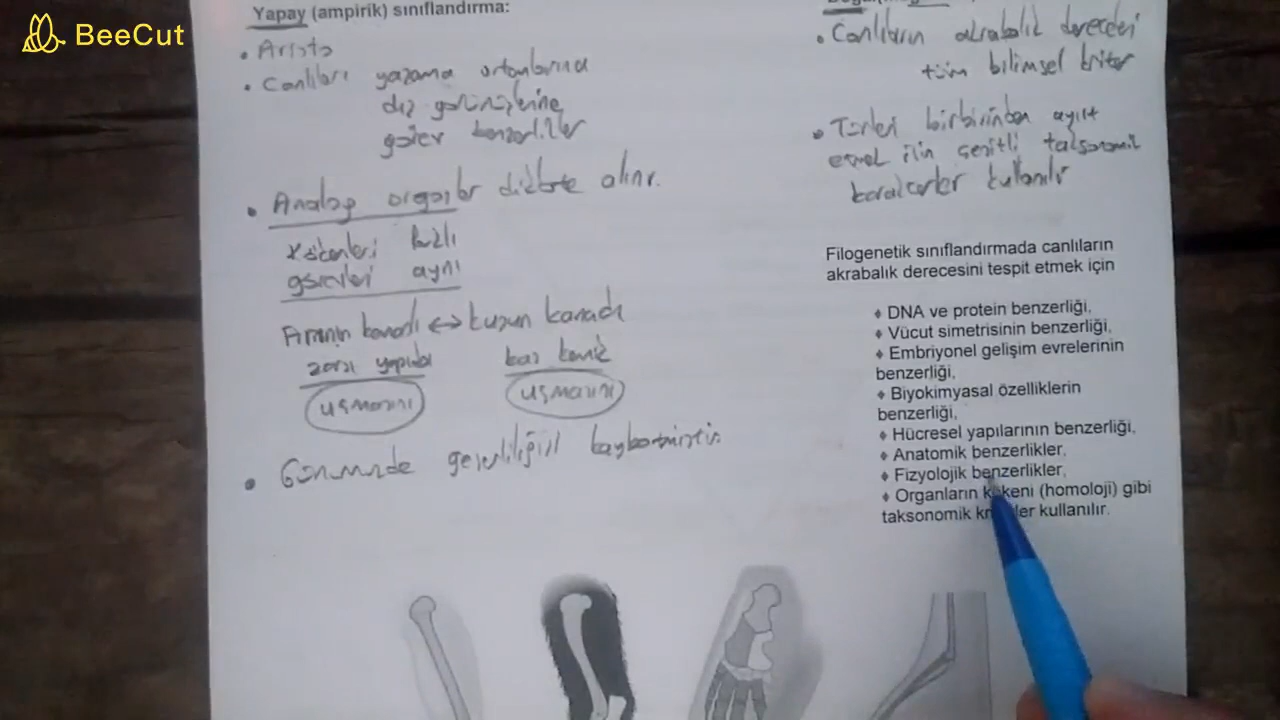 BeeCut
Yapay (ampirik) sınıflandırma:
• Aristo
• Canlıları yaşama ortamlarına
dış görünüşlerine
göster benzerlikler
• Analog organlar dikkate alınır.
Kökenleri farklı
görevleri aynı
Arının kanadı ↔ kuşun kanadı
zarsı yapılı
uçmasını
uçmasını
• Günümüzde geçerliliğini kaybetmiştir
• Canlıların akrabalık dereceleri
tüm bilimsel kriter
• Türleri birbirinden ayırt
etmek için çeşitli taksonomik
karakterler kullanılır
Filogenetik sınıflandırmada canlıların
akrabalık derecesini tespit etmek için
♦ DNA ve protein benzerliği,
♦ Vücut simetrisinin benzerliği,
♦ Embriyonel gelişim evrelerinin
benzerliği,
♦ Biyokimyasal özelliklerin
benzerliği,
♦ Hücresel yapılarının benzerliği,
♦ Anatomik benzerlikler,
♦ Fizyolojik benzerlikler,
♦ Organların kökeni (homoloji) gibi
taksonomik kullanılır.